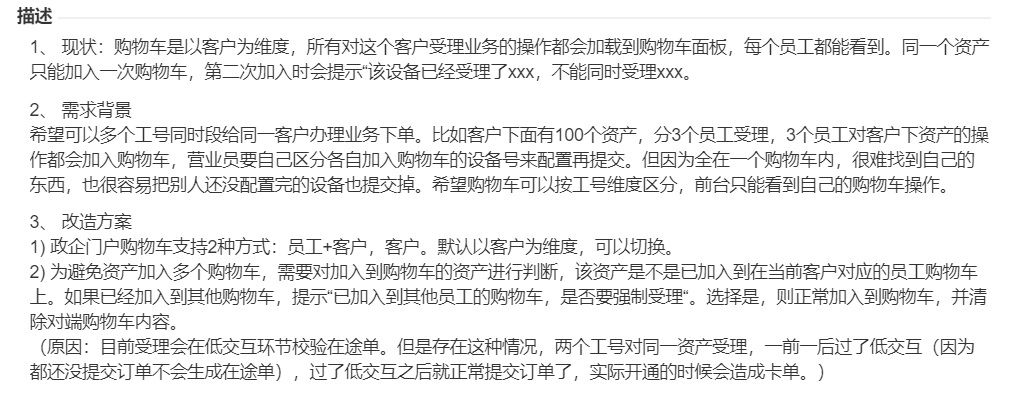 描述
1、 现状：购物车是以客户为维度，所有对这个客户受理业务的操作都会加载到购物车面板，每个员工都能看到。同一个资产
只能加入一次购物车，第二次加入时会提示“该设备已经受理了xxx，不能同时受理xxx。
2、 需求背景
希望可以多个工号同时段给同一客户办理业务下单。比如客户下面有100个资产，分3个员工受理，3个员工对客户下资产的操
作都会加入购物车，营业员要自己区分各自加入购物车的设备号来配置再提交。但因为全在一个购物车内，很难找到自己的
东西，也很容易把别人还没配置完的设备也提交掉。希望购物车可以按工号维度区分，前台只能看到自己的购物车操作。
3、 改造方案
1) 政企门户购物车支持2种方式：员工+客户，客户。默认以客户为维度，可以切换。
2) 为避免资产加入多个购物车，需要对加入到购物车的资产进行判断，该资产是不是已加入到在当前客户对应的员工购物车
上。如果已经加入到其他购物车，提示“已加入到其他员工的购物车，是否要强制受理“。选择是，则正常加入到购物车，并清
除对端购物车内容。
（原因：目前受理会在低交互环节校验在途单。但是存在这种情况，两个工号对同一资产受理，一前一后过了低交互（因为
都还没提交订单不会生成在途单），过了低交互之后就正常提交订单了，实际开通的时候会造成卡单。）